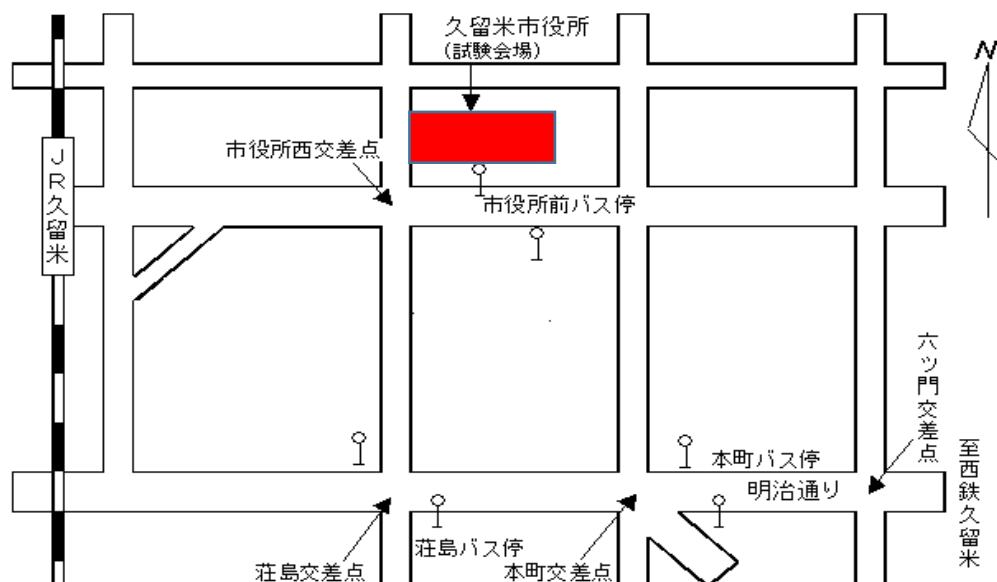 久留米市役所
(試験会場)
N
市役所西交差点
JR久留米
市役所前バス停
六ツ門交差点
本町バス停
至西鉄久留米
明治通り
荘島バス停
荘島交差点
本町交差点